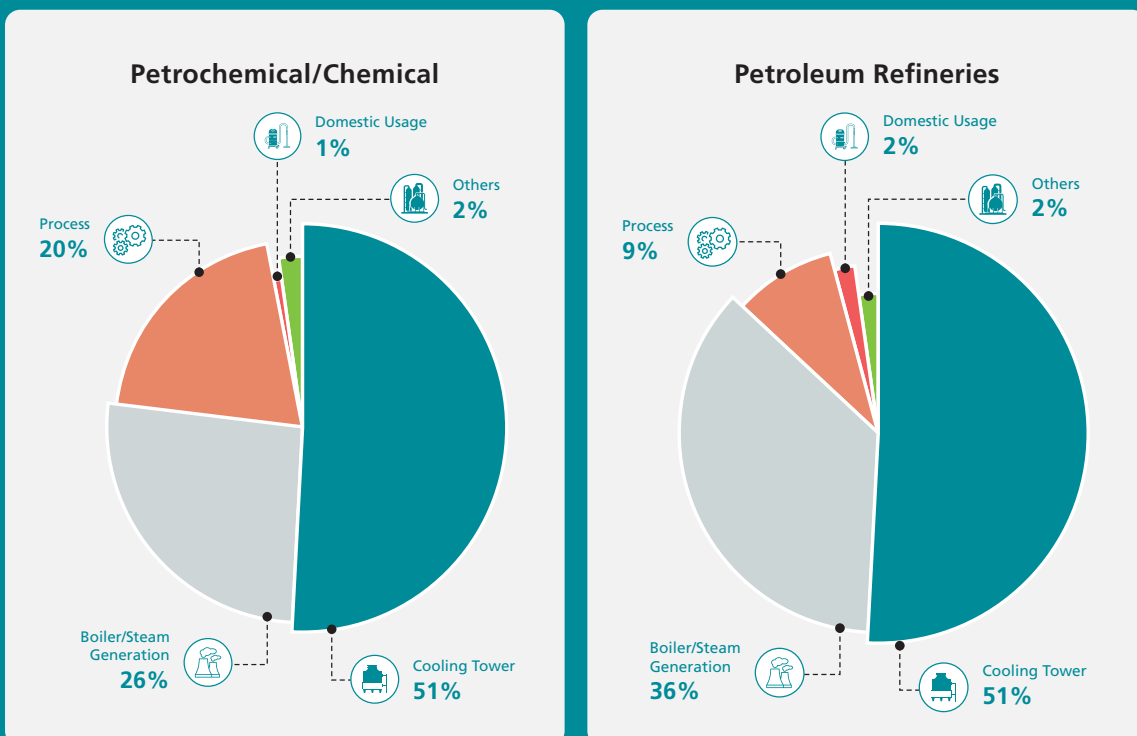 Petrochemical/Chemical
Domestic Usage
1%
Others
2%
Process
20%
Boiler/Steam
Generation
26%
Cooling Tower
51%
Petroleum Refineries
Domestic Usage
2%
Others
2%
Process
9%
Boiler/Steam
Generation
36%
Cooling Tower
51%